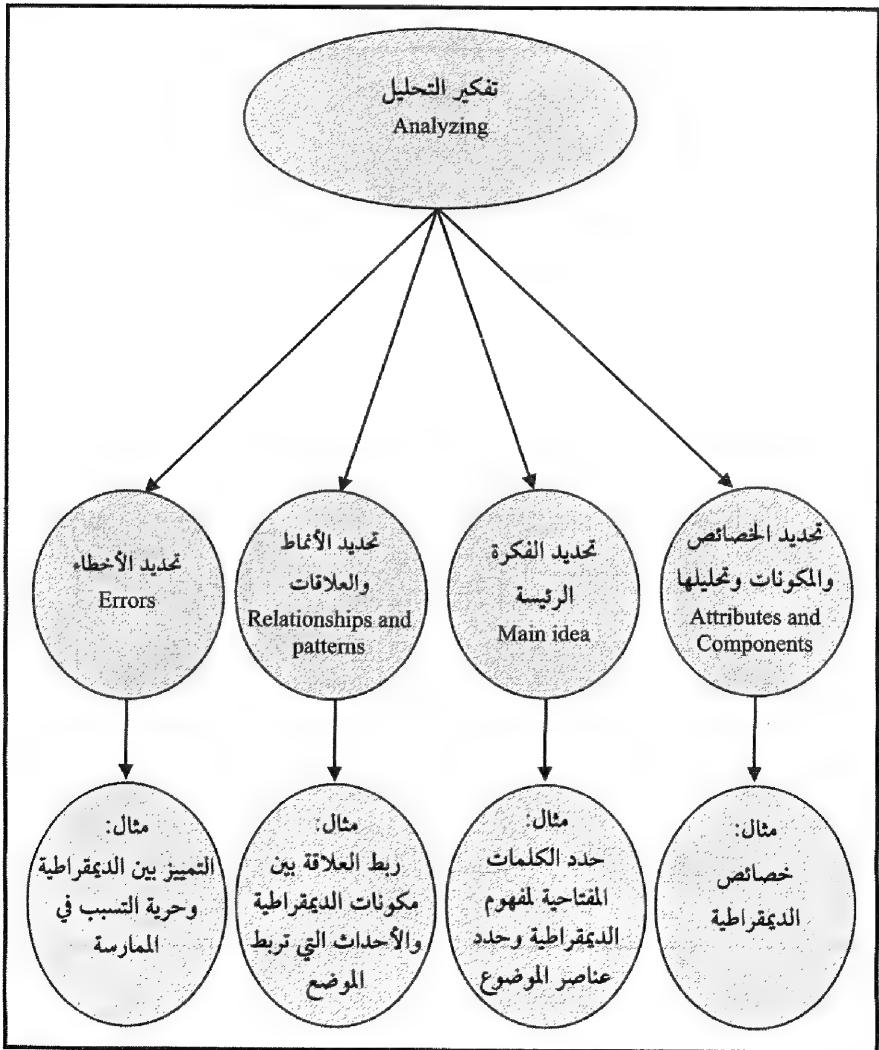 تفكير التحليل
Analyzing
تحديد الخصائص
والمكونات وتحليلها
Attributes and
Components
تحديد الفكرة
الرئيسة
Main idea
تحديد الأنماط
والعلاقات
Relationships and
patterns
تحديد الأخطاء
Errors
مثال:
خصائص
الديمقراطية
مثال:
حدد الكلمات
المفتاحية لمفهوم
الديمقراطية وحدد
عناصر الموضوع
مثال:
ربط العلاقة بين
مكونات الديمقراطية
والأحداث التي تربط
الموضع
مثال:
التمييز بين الديمقراطية
وحرية التسبب في
الممارسة